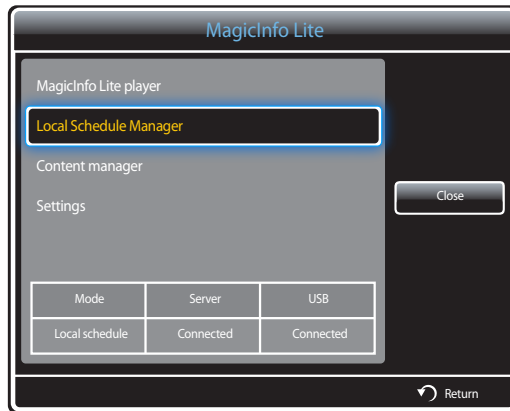 MagicInfo Lite
MagicInfo Lite player
Local Schedule Manager
Content manager
Settings
Close
Mode Server USB
Local schedule Connected Connected
Return